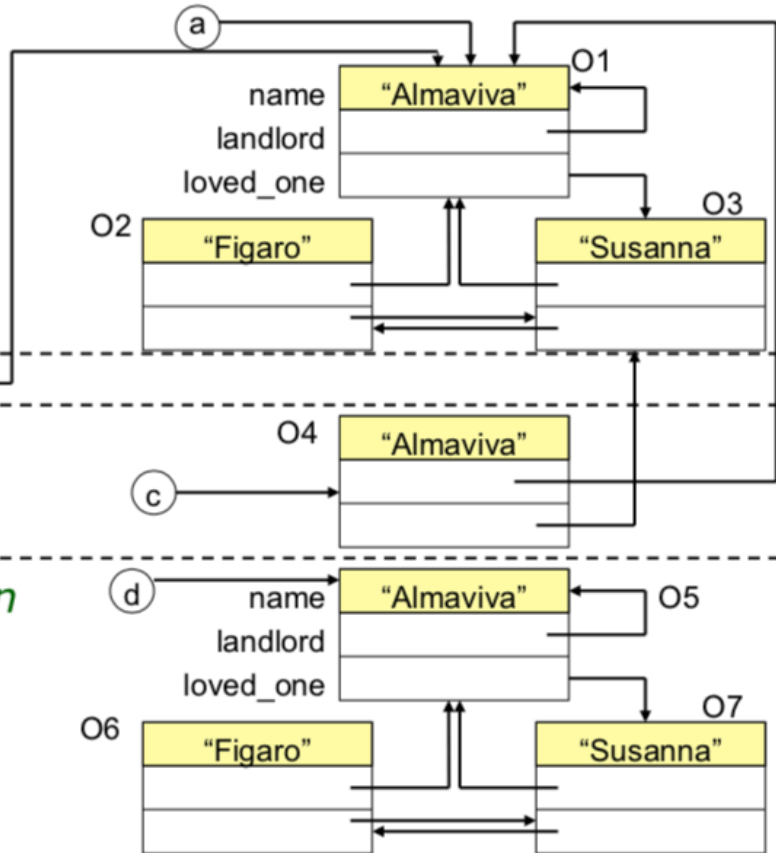 a
O1
name “Almaviva”
landlord
loved_one
O2 O3
“Figaro” “Susanna”
O4 “Almaviva”
c
n d name “Almaviva” O5
landlord
loved_one
O6 O7
“Figaro” “Susanna”